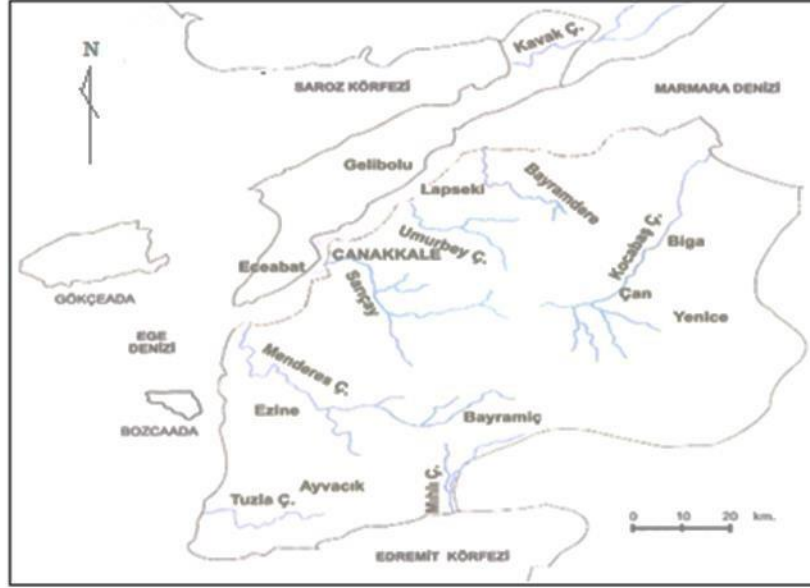 N
Kavak Ç.
SAROZ KÖRFEZİ
MARMARA DENİZİ
Gelibolu
Lapseki
Bayramdere
Umurbey Ç.
Kocabaş Ç.
Biga
Eceabat
ÇANAKKALE
Sarıçay
Çan
Yenice
GÖKÇEADA
EGE
DENİZİ
Menderes Ç.
BOZCAADA
Ezine
Bayramiç
Ayvacık
Tuzla Ç.
Mıhlı Ç.
0 10 20 km.
EDREMİT KÖRFEZİ